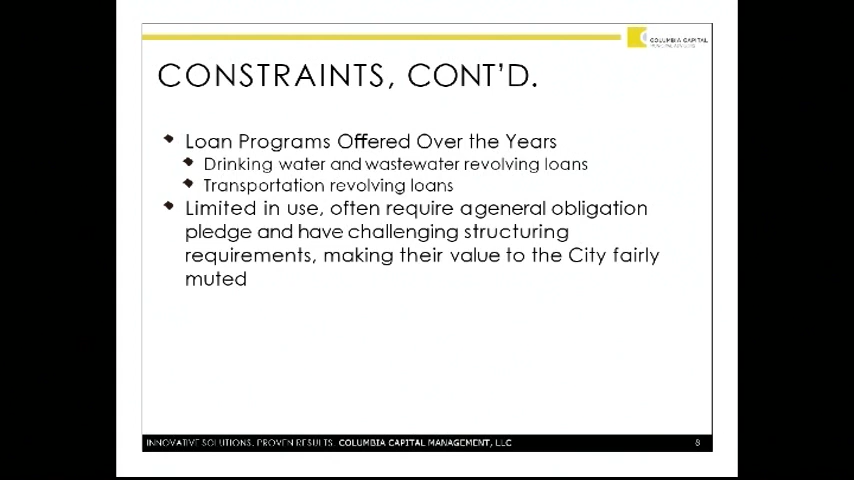 COLUMBIA CAPITAL
CONSTRAINTS, CONT'D.
Loan Programs Offered Over the Years
Drinking water and wastewater revolving loans
Transportation revolving loans
Limited in use, often require a general obligation
pledge and have challenging structuring
requirements, making their value to the City fairly
muted
INNOVATIVE SOLUTIONS. PROVEN RESULTS. COLUMBIA CAPITAL MANAGEMENT, LLC